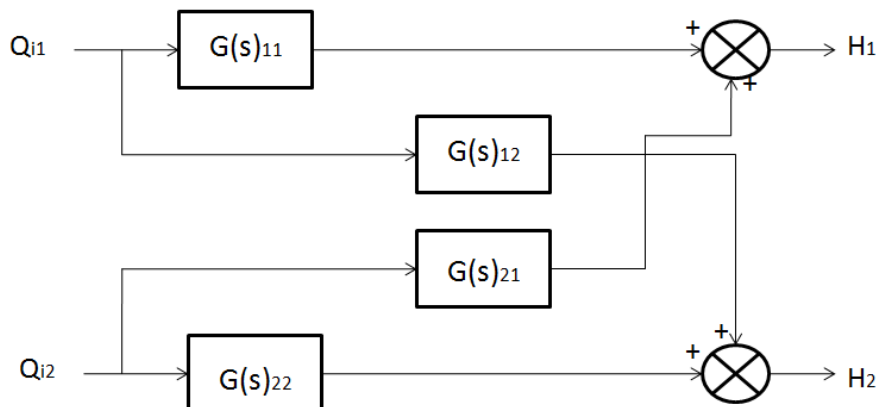 Qi1
G(s)11
+
+
H1
G(s)12
G(s)21
+
+
Qi2
G(s)22
H2